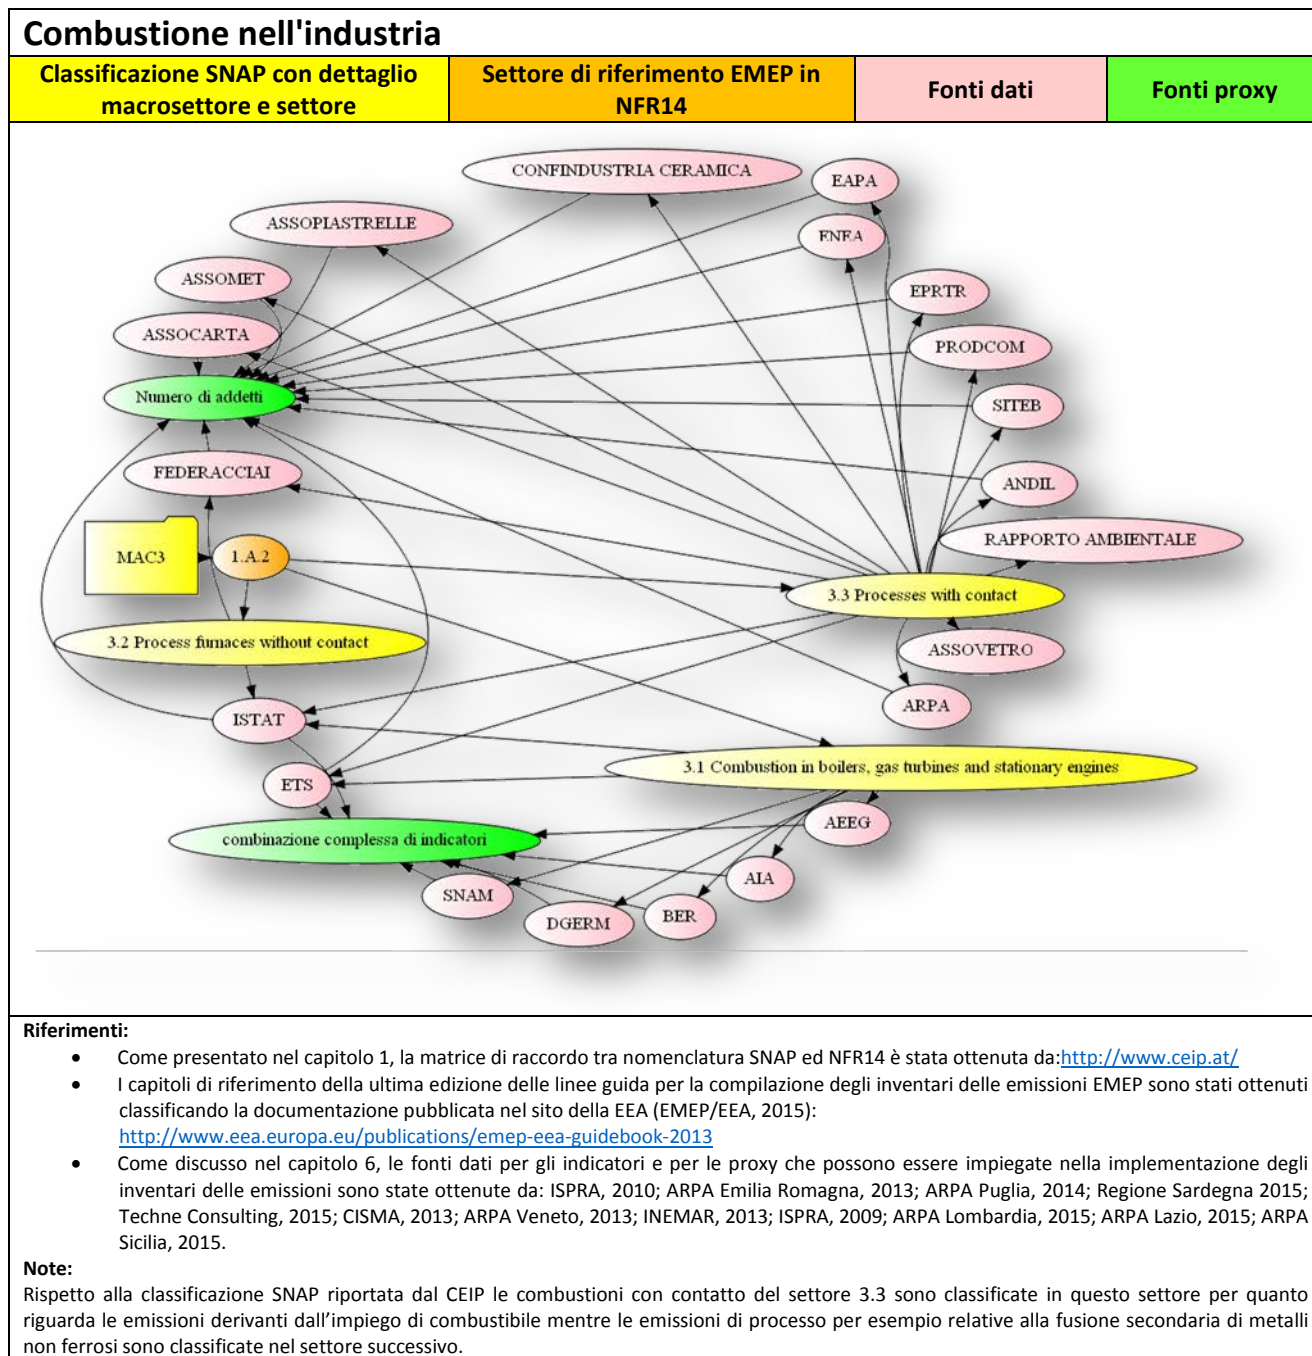 Combustione nell'industria
Classificazione SNAP con dettaglio
macrosettore e settore
Settore di riferimento EMEP in
NFR14
Fonti dati
Fonti proxy
CONFINDUSTRIA CERAMICA
EAPA
ASSOPIASTRELLE
ENEA
ASSOMET
EPRTR
ASSOCARTA
PRODCOM
Numero di addetti
SITEB
FEDERACCIAI
ANDIL
MAC3
1.A.2
RAPPORTO AMBIENTALE
3.3 Processes with contact
3.2 Process furnaces without contact
ASSOVETRO
ISTAT
ARPA
3.1 Combustion in boilers, gas turbines and stationary engines
ETS
AEEG
combinazione complessa di indicatori
AIA
SNAM
BER
DGERM
Riferimenti:
• Come presentato nel capitolo 1, la matrice di raccordo tra nomenclatura SNAP ed NFR14 è stata ottenuta da:http://www.ceip.at/
• I capitoli di riferimento della ultima edizione delle linee guida per la compilazione degli inventari delle emissioni EMEP sono stati ottenuti
classificando la documentazione pubblicata nel sito della EEA (EMEP/EEA, 2015):
http://www.eea.europa.eu/publications/emep-eea-guidebook-2013
• Come discusso nel capitolo 6, le fonti dati per gli indicatori e per le proxy che possono essere impiegate nella implementazione degli
inventari delle emissioni sono state ottenute da: ISPRA, 2010; ARPA Emilia Romagna, 2013; ARPA Puglia, 2014; Regione Sardegna 2015;
Techne Consulting, 2015; CISMA, 2013; ARPA Veneto, 2013; INEMAR, 2013; ISPRA, 2009; ARPA Lombardia, 2015; ARPA Lazio, 2015; ARPA
Sicilia, 2015.
Note:
Rispetto alla classificazione SNAP riportata dal CEIP le combustioni con contatto del settore 3.3 sono classificate in questo settore per quanto
riguarda le emissioni derivanti dall'impiego di combustibile mentre le emissioni di processo per esempio relative alla fusione secondaria di metalli
non ferrosi sono classificate nel settore successivo.